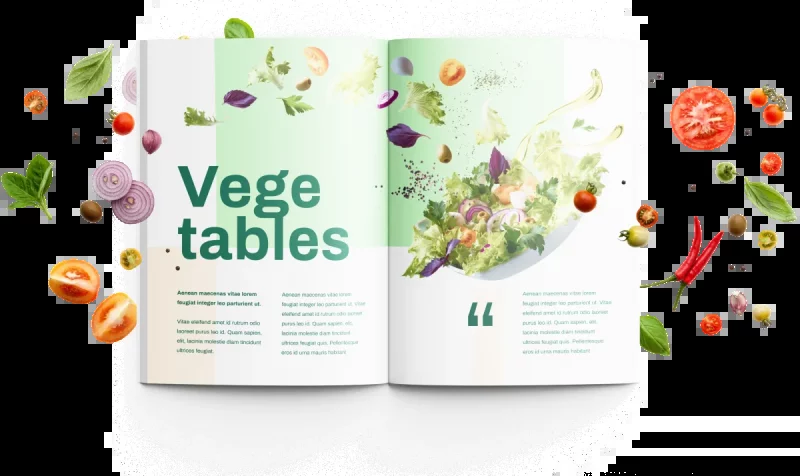 Vege
tables
Aenean maecenas vitae lorem
feugiat integer leo parturient ut.
Vitae eleifend amet id rutrum odio
laoreet purus leo id. Quam sapien,
elit, lacinia molestie diam tincidunt
ultrices feugiat.
Aenean maecenas vitae lorem
feugiat integer leo parturient ut. Vitae
eleifend amet id rutrum odio laoreet
purus leo id. Quam sapien, elit,
lacinia molestie diam tincidunt
ultrices feugiat quis. Pellentesque
eros id urna mauris habitant
“
Aenean maecenas vitae lorem
feugiat integer leo parturient ut. Vitae
eleifend amet id rutrum odio laoreet
purus leo id. Quam sapien, elit,
lacinia molestie diam tincidunt
ultrices feugiat quis. Pellentesque
eros id urna mauris habitant